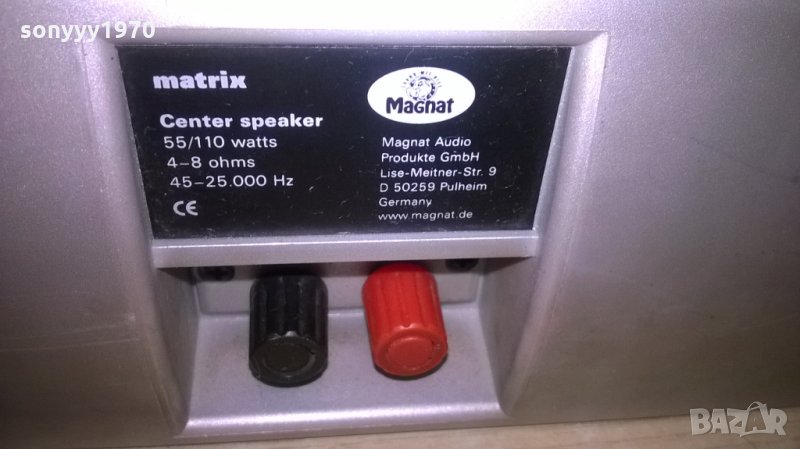 sonyyy1970
matrix
Center speaker
55/110 watts
4-8 ohms
45-25.000 Hz
CE
Magnat
Magnat Audio
Produkte GmbH
Lise-Meitner-Str. 9
D 50259 Pulheim
Germany
www.magnat.de
BAZAR